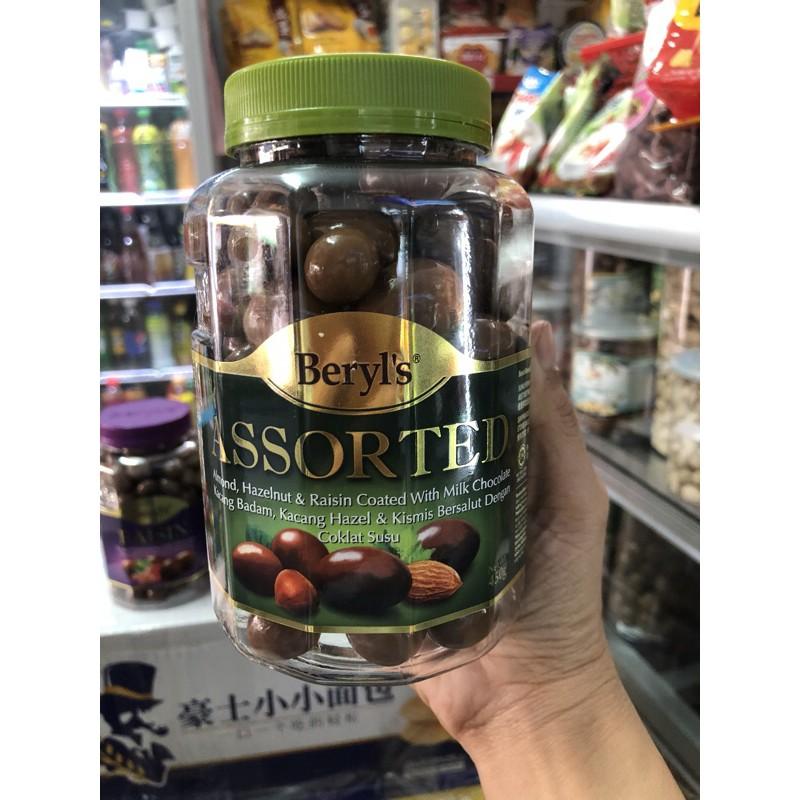 Beryl's®
ASSORTED
Almond, Hazelnut & Raisin Coated With Milk Chocolate
Kacang Badam, Kacang Hazel & Kismis Bersalut Dengan
Coklat Susu
450g
RAISIN
豪士小小面包